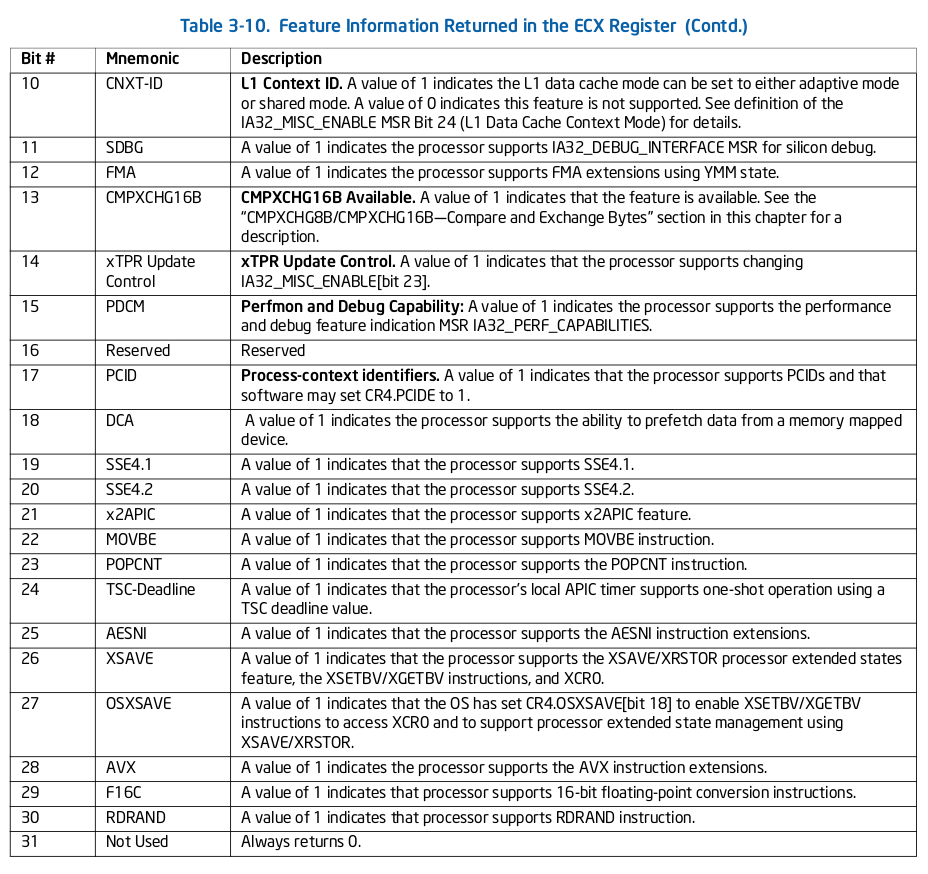 Table 3-10. Feature Information Returned in the ECX Register (Contd.)
Bit # Mnemonic Description
10 CNXT-ID L1 Context ID. A value of 1 indicates the L1 data cache mode can be set to either adaptive mode
or shared mode. A value of 0 indicates this feature is not supported. See definition of the
IA32_MISC_ENABLE MSR Bit 24 (L1 Data Cache Context Mode) for details.
11 SDBG A value of 1 indicates the processor supports IA32_DEBUG_INTERFACE MSR for silicon debug.
12 FMA A value of 1 indicates the processor supports FMA extensions using YMM state.
13 CMPXCHG16B CMPXCHG16B Available. A value of 1 indicates that the feature is available. See the
“CMPXCHG8B/CMPXCHG16B—Compare and Exchange Bytes” section in this chapter for a
description.
14 xTPR Update xTPR Update Control. A value of 1 indicates that the processor supports changing
Control IA32_MISC_ENABLE[bit 23].
15 PDCM Perfmon and Debug Capability: A value of 1 indicates the processor supports the performance
and debug feature indication MSR IA32_PERF_CAPABILITIES.
16 Reserved Reserved
17 PCID Process-context identifiers. A value of 1 indicates that the processor supports PCIDs and that
software may set CR4.PCIDE to 1.
18 DCA A value of 1 indicates the processor supports the ability to prefetch data from a memory mapped
device.
19 SSE4.1 A value of 1 indicates that the processor supports SSE4.1.
20 SSE4.2 A value of 1 indicates that the processor supports SSE4.2.
21 x2APIC A value of 1 indicates that the processor supports x2APIC feature.
22 MOVBE A value of 1 indicates that the processor supports MOVBE instruction.
23 POPCNT A value of 1 indicates that the processor supports the POPCNT instruction.
24 TSC-Deadline A value of 1 indicates that the processor’s local APIC timer supports one-shot operation using a
TSC deadline value.
25 AESNI A value of 1 indicates that the processor supports the AESNI instruction extensions.
26 XSAVE A value of 1 indicates that the processor supports the XSAVE/XRSTOR processor extended states
feature, the XSETBV/XGETBV instructions, and XCR0.
27 OSXSAVE A value of 1 indicates that the OS has set CR4.OSXSAVE[bit 18] to enable XSETBV/XGETBV
instructions to access XCR0 and to support processor extended state management using
XSAVE/XRSTOR.
28 AVX A value of 1 indicates the processor supports the AVX instruction extensions.
29 F16C A value of 1 indicates that processor supports 16-bit floating-point conversion instructions.
30 RDRAND A value of 1 indicates that processor supports RDRAND instruction.
31 Not Used Always returns 0.